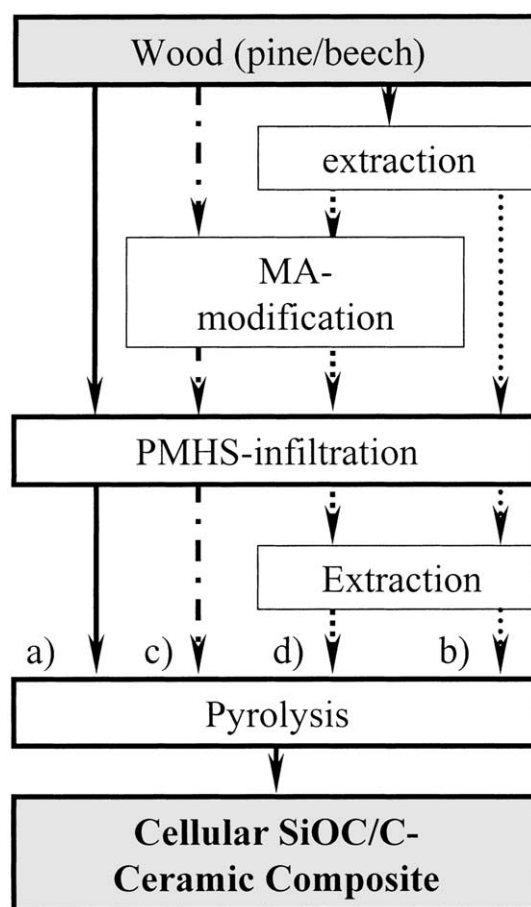 Wood (pine/beech)
extraction
MA-
modification
PMHS-infiltration
Extraction
a) c) d) b)
Pyrolysis
Cellular SiOC/C-
Ceramic Composite